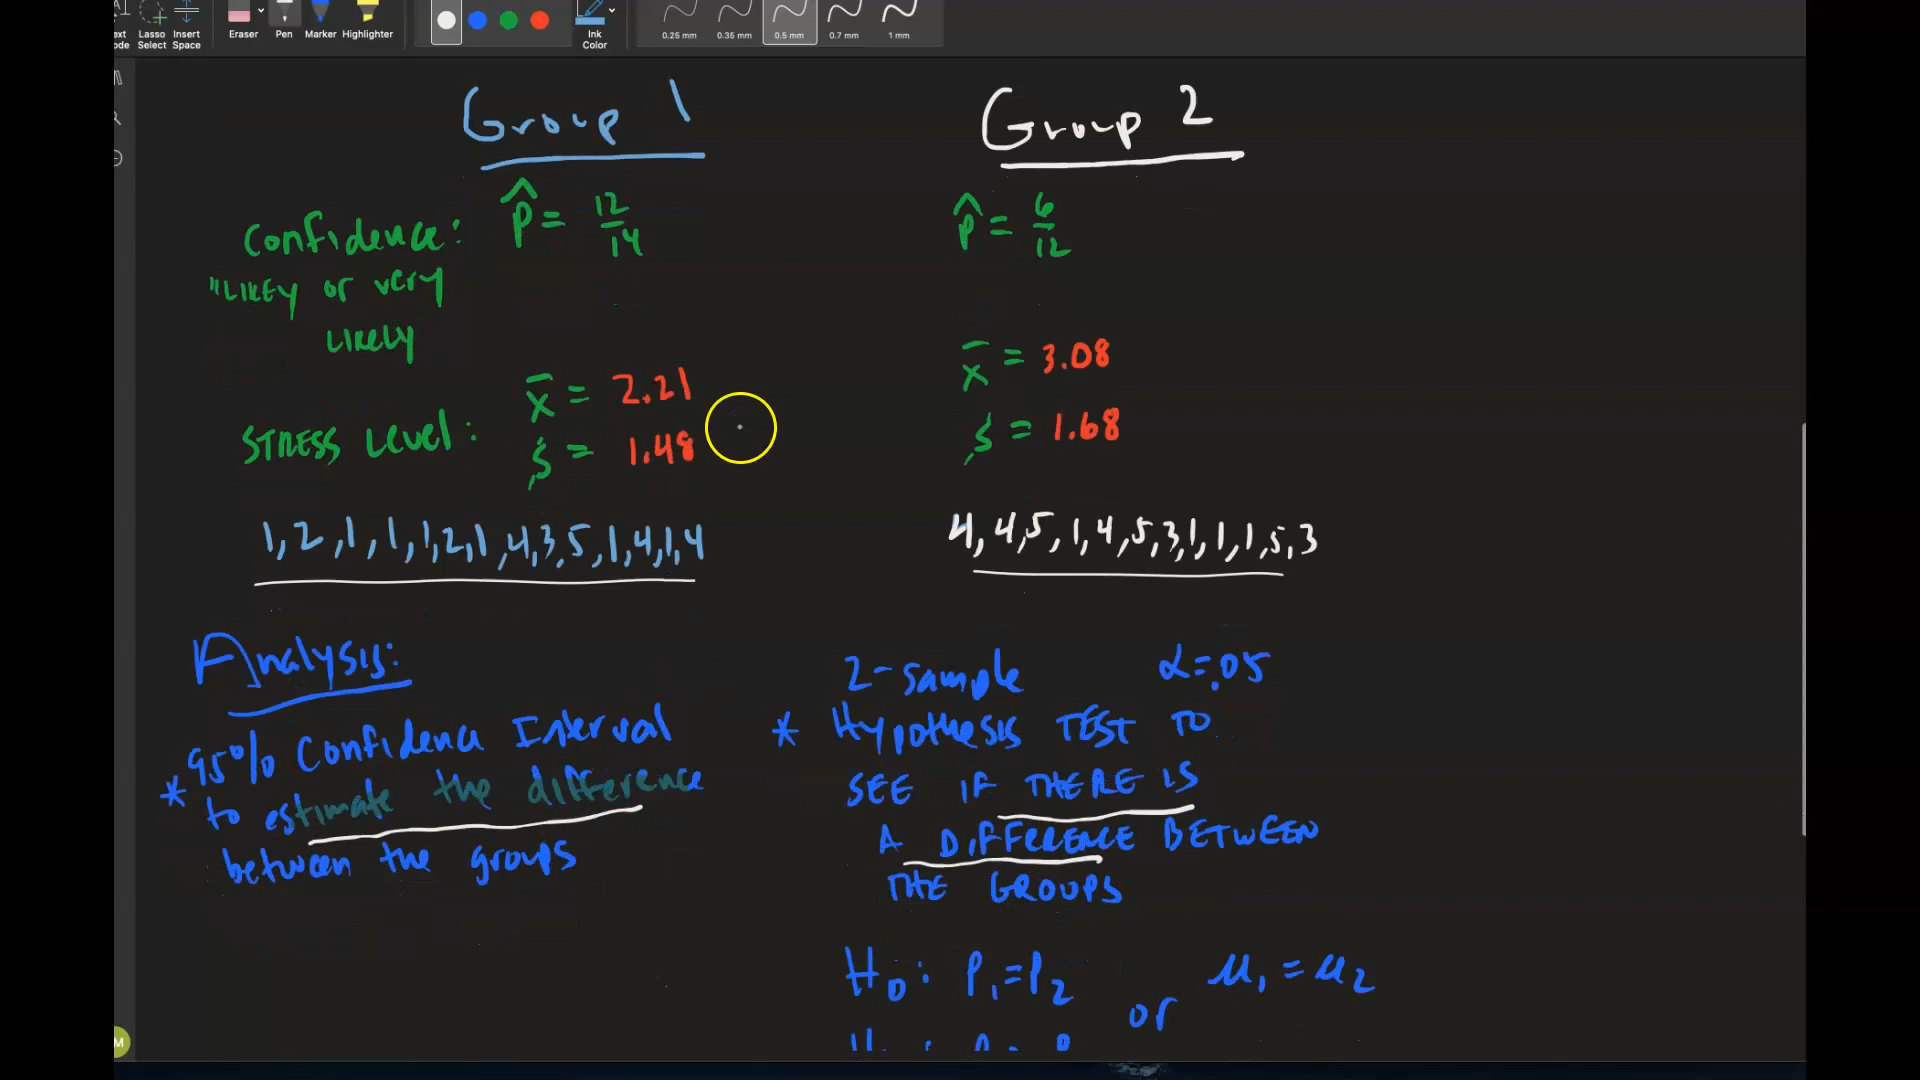 Lasso Select
Insert Space
Eraser
Pen
Marker
Highlighter
Ink Color
0.25 mm
0.35 mm
0.5 mm
0.7 mm
1 mm
Group 1
Group 2
Confidence: p̂ = 12/14
p̂ = 6/12
"Likey or very
Likely
x̄ = 2.21
x̄ = 3.08
STRESS Level: s = 1.48
s = 1.68
1,2,1,1,1,2,1,4,3,5,1,4,1,4
4,4,5,1,4,5,3,1,1,1,5,3
Analysis:
* 95% Confidence Interval
to estimate the difference
between the groups
2-sample α=.05
* Hypothesis TEST TO
SEE IF THERE IS
A DIFFERENCE BETWEEN
THE GROUPS
H₀: P₁=P₂ or μ₁=μ₂
M